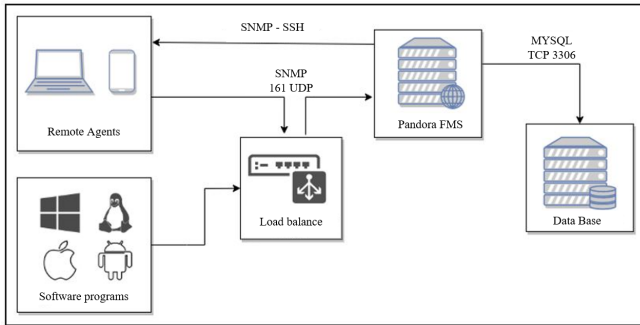 SNMP - SSH
MYSQL
TCP 3306
SNMP
161 UDP
Remote Agents
Pandora FMS
Load balance
Data Base
Software programs